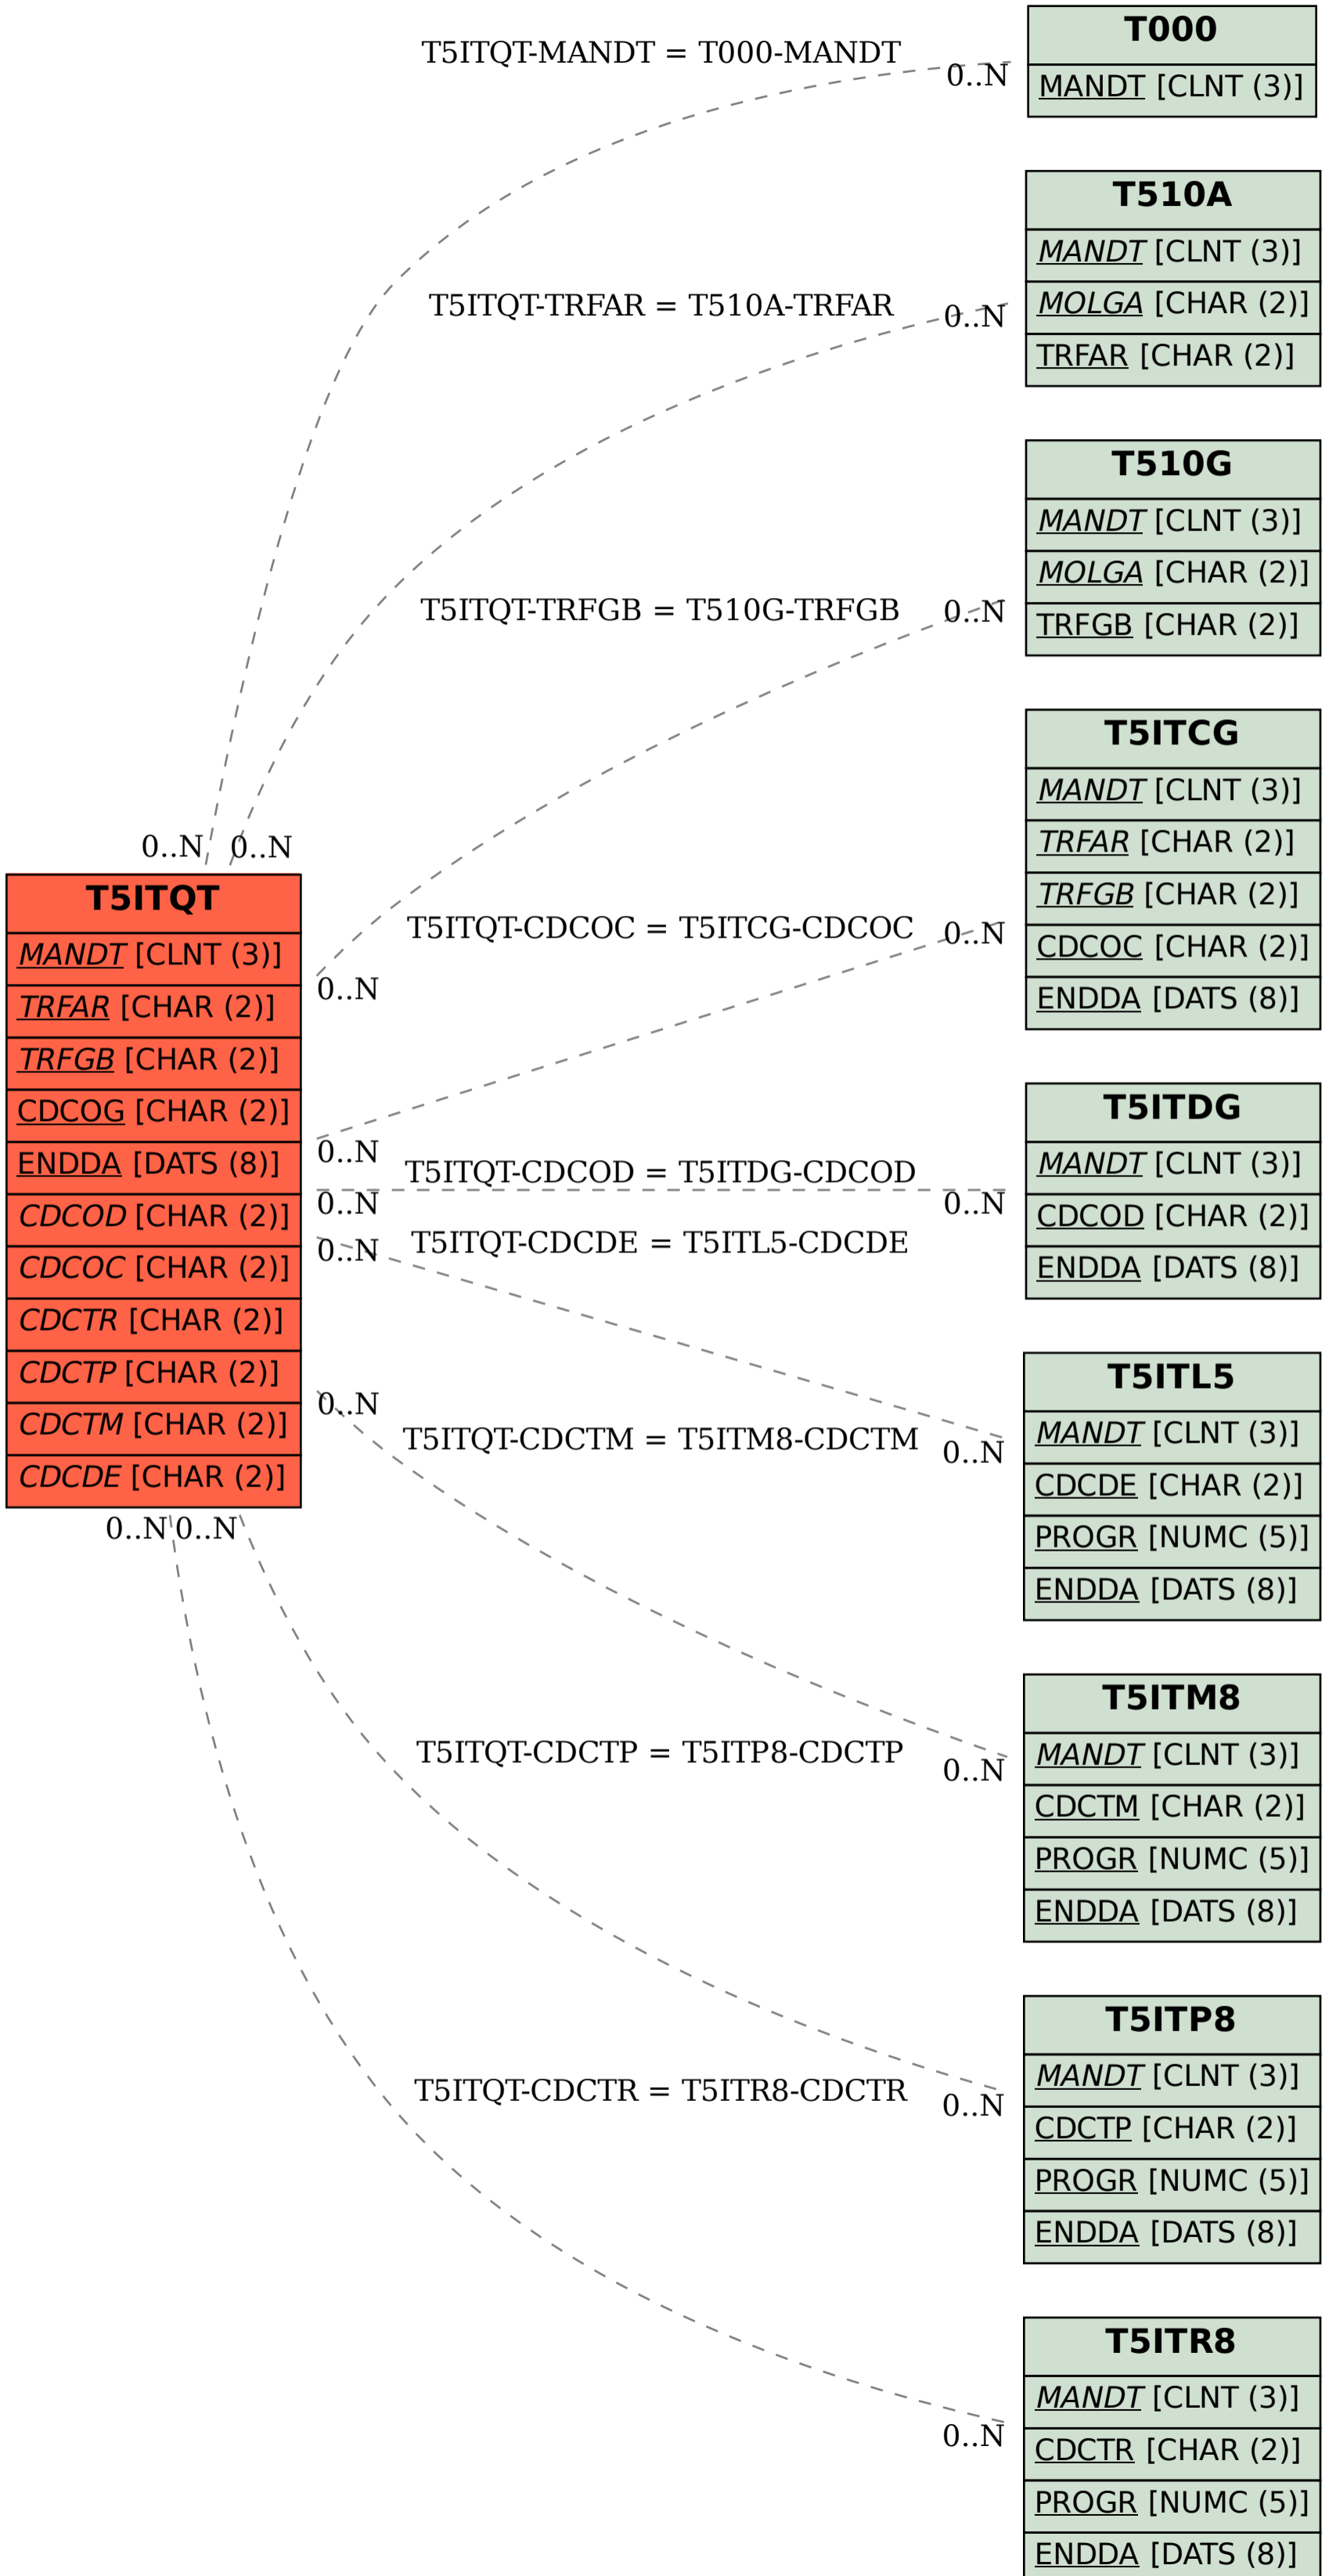 T5ITQT-MANDT = T000-MANDT
0..N
T000
MANDT [CLNT (3)]
T510A
MANDT [CLNT (3)]
MOLGA [CHAR (2)]
TRFAR [CHAR (2)]
T5ITQT-TRFAR = T510A-TRFAR
0..N
T510G
MANDT [CLNT (3)]
MOLGA [CHAR (2)]
TRFGB [CHAR (2)]
T5ITQT-TRFGB = T510G-TRFGB
0..N
T5ITCG
MANDT [CLNT (3)]
TRFAR [CHAR (2)]
TRFGB [CHAR (2)]
CDCOC [CHAR (2)]
ENDDA [DATS (8)]
0..N
0..N
T5ITQT
MANDT [CLNT (3)]
TRFAR [CHAR (2)]
TRFGB [CHAR (2)]
CDCOG [CHAR (2)]
ENDDA [DATS (8)]
CDCOD [CHAR (2)]
CDCOC [CHAR (2)]
CDCTR [CHAR (2)]
CDCTP [CHAR (2)]
CDCTM [CHAR (2)]
CDCDE [CHAR (2)]
T5ITQT-CDCOC = T5ITCG-CDCOC
0..N
0..N
0..N
T5ITQT-CDCOD = T5ITDG-CDCOD
0..N
0..N
T5ITDG
MANDT [CLNT (3)]
CDCOD [CHAR (2)]
ENDDA [DATS (8)]
0..N
T5ITQT-CDCDE = T5ITL5-CDCDE
0..N
T5ITL5
MANDT [CLNT (3)]
CDCDE [CHAR (2)]
PROGR [NUMC (5)]
ENDDA [DATS (8)]
0..N
T5ITQT-CDCTM = T5ITM8-CDCTM
0..N
T5ITM8
MANDT [CLNT (3)]
CDCTM [CHAR (2)]
PROGR [NUMC (5)]
ENDDA [DATS (8)]
0..N
0..N
T5ITQT-CDCTP = T5ITP8-CDCTP
0..N
T5ITP8
MANDT [CLNT (3)]
CDCTP [CHAR (2)]
PROGR [NUMC (5)]
ENDDA [DATS (8)]
T5ITQT-CDCTR = T5ITR8-CDCTR
0..N
T5ITR8
MANDT [CLNT (3)]
CDCTR [CHAR (2)]
PROGR [NUMC (5)]
ENDDA [DATS (8)]